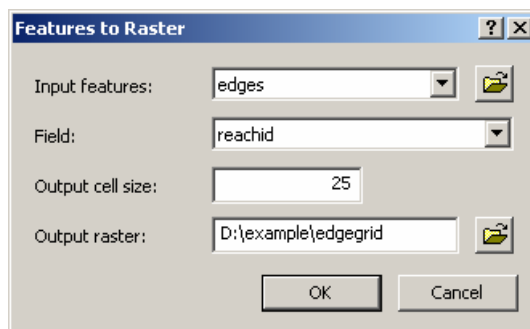 Features to Raster
Input features: edges
Field: reachid
Output cell size: 25
Output raster: D:\example\edgegrid
OK Cancel